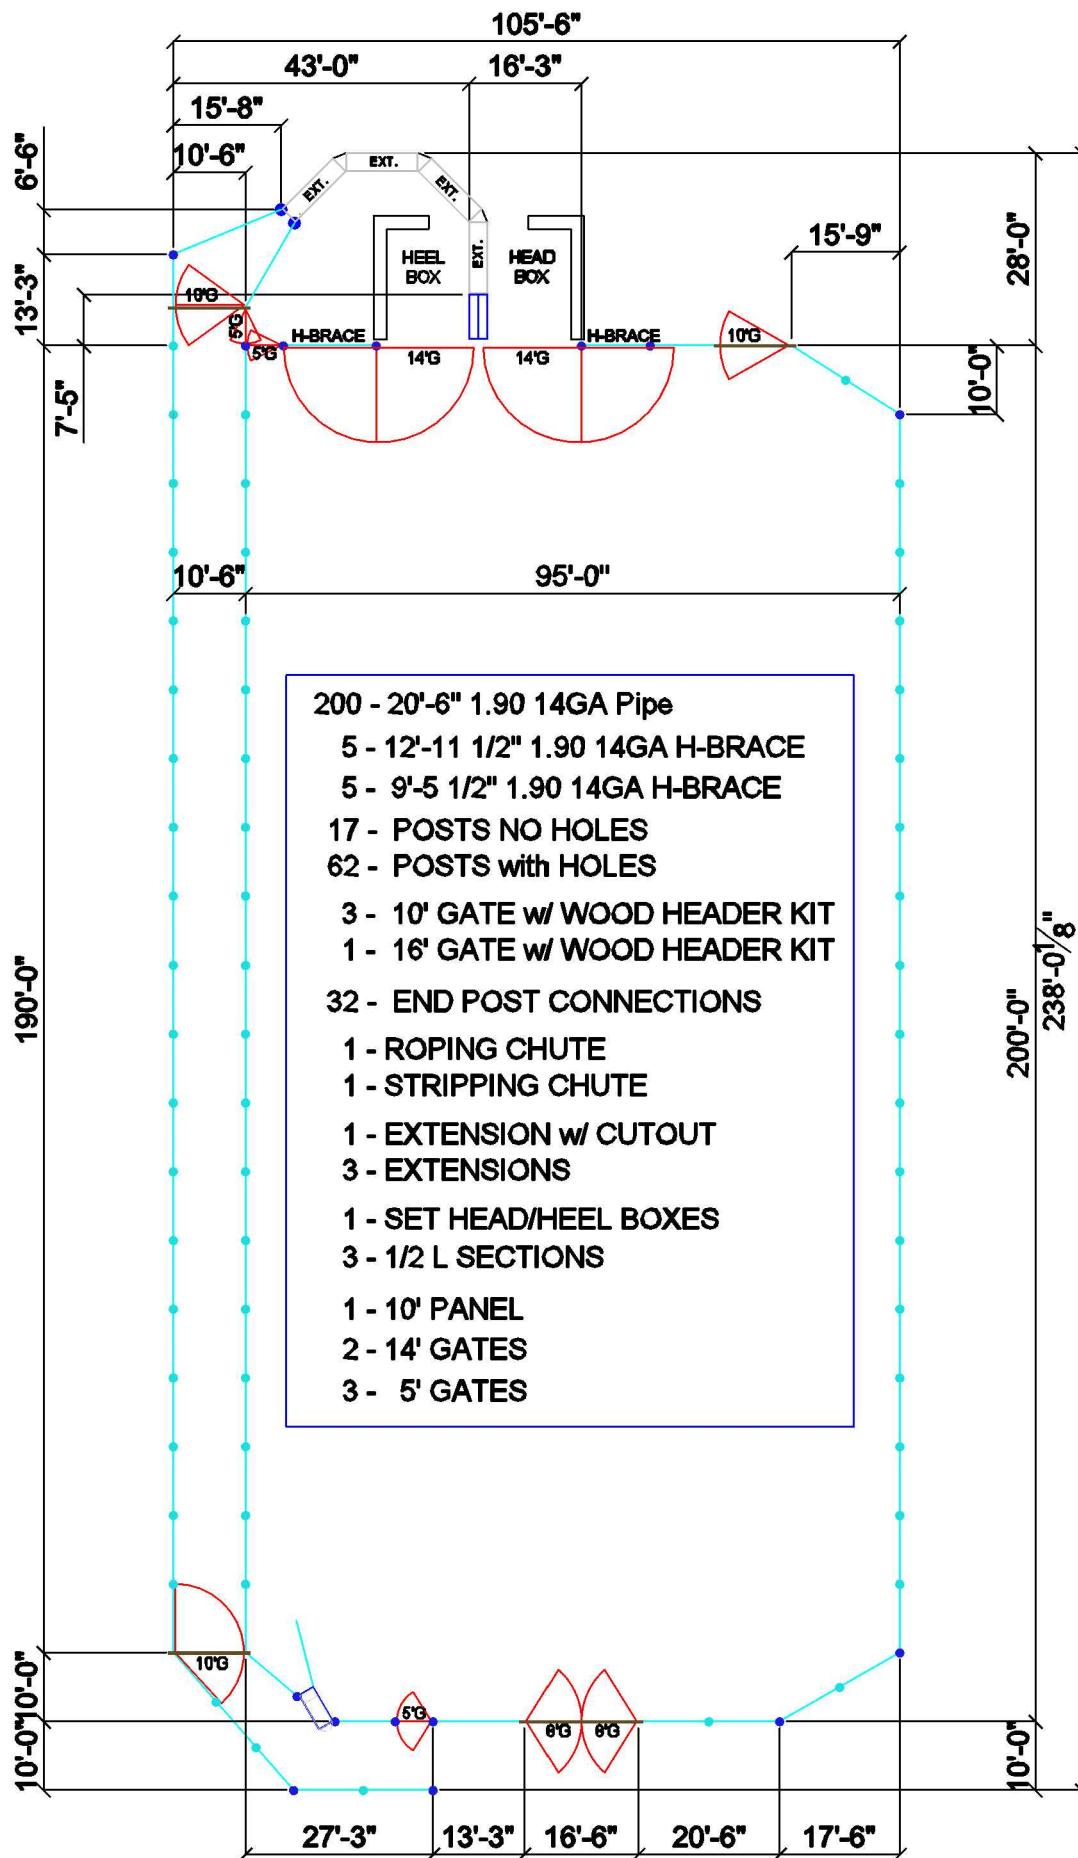 105'-6"
43'-0"
16'-3"
15'-8"
10'-6"
6'-6"
13'-3"
7'-5"
EXT.
EXT.
EXT.
EXT.
HEEL
BOX
HEAD
BOX
15'-9"
28'-0"
10'G
5'G
5'G
H-BRACE
14'G
14'G
H-BRACE
10'G
10'-0"
10'-6"
95'-0"
200 - 20'-6" 1.90 14GA Pipe
5 - 12'-11 1/2" 1.90 14GA H-BRACE
5 - 9'-5 1/2" 1.90 14GA H-BRACE
17 - POSTS NO HOLES
62 - POSTS with HOLES
3 - 10' GATE w/ WOOD HEADER KIT
1 - 16' GATE w/ WOOD HEADER KIT
32 - END POST CONNECTIONS
1 - ROPING CHUTE
1 - STRIPPING CHUTE
1 - EXTENSION w/ CUTOUT
3 - EXTENSIONS
1 - SET HEAD/HEEL BOXES
3 - 1/2 L SECTIONS
1 - 10' PANEL
2 - 14' GATES
3 - 5' GATES
190'-0"
200'-0"
238'-0 1/8"
10'G
5'G
8'G
8'G
10'-0"
10'-0"
10'-0"
27'-3"
13'-3"
16'-6"
20'-6"
17'-6"